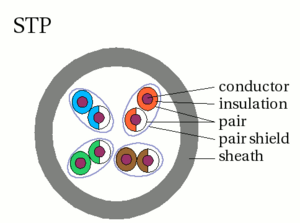 STP
conductor
insulation
pair
pair shield
sheath